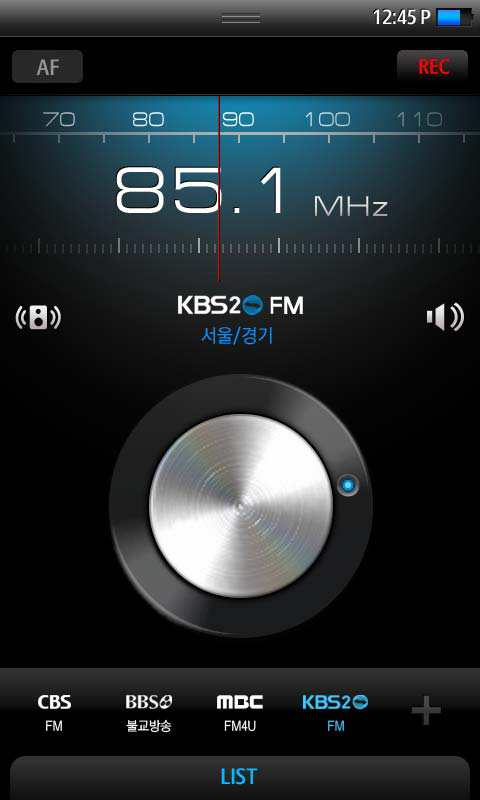 12:45 P
AF
REC
70 80 90 100 110
85.1 MHz
KBS2 FM
서울/경기
CBS BBS MBC KBS2
FM 불교방송 FM4U FM
LIST